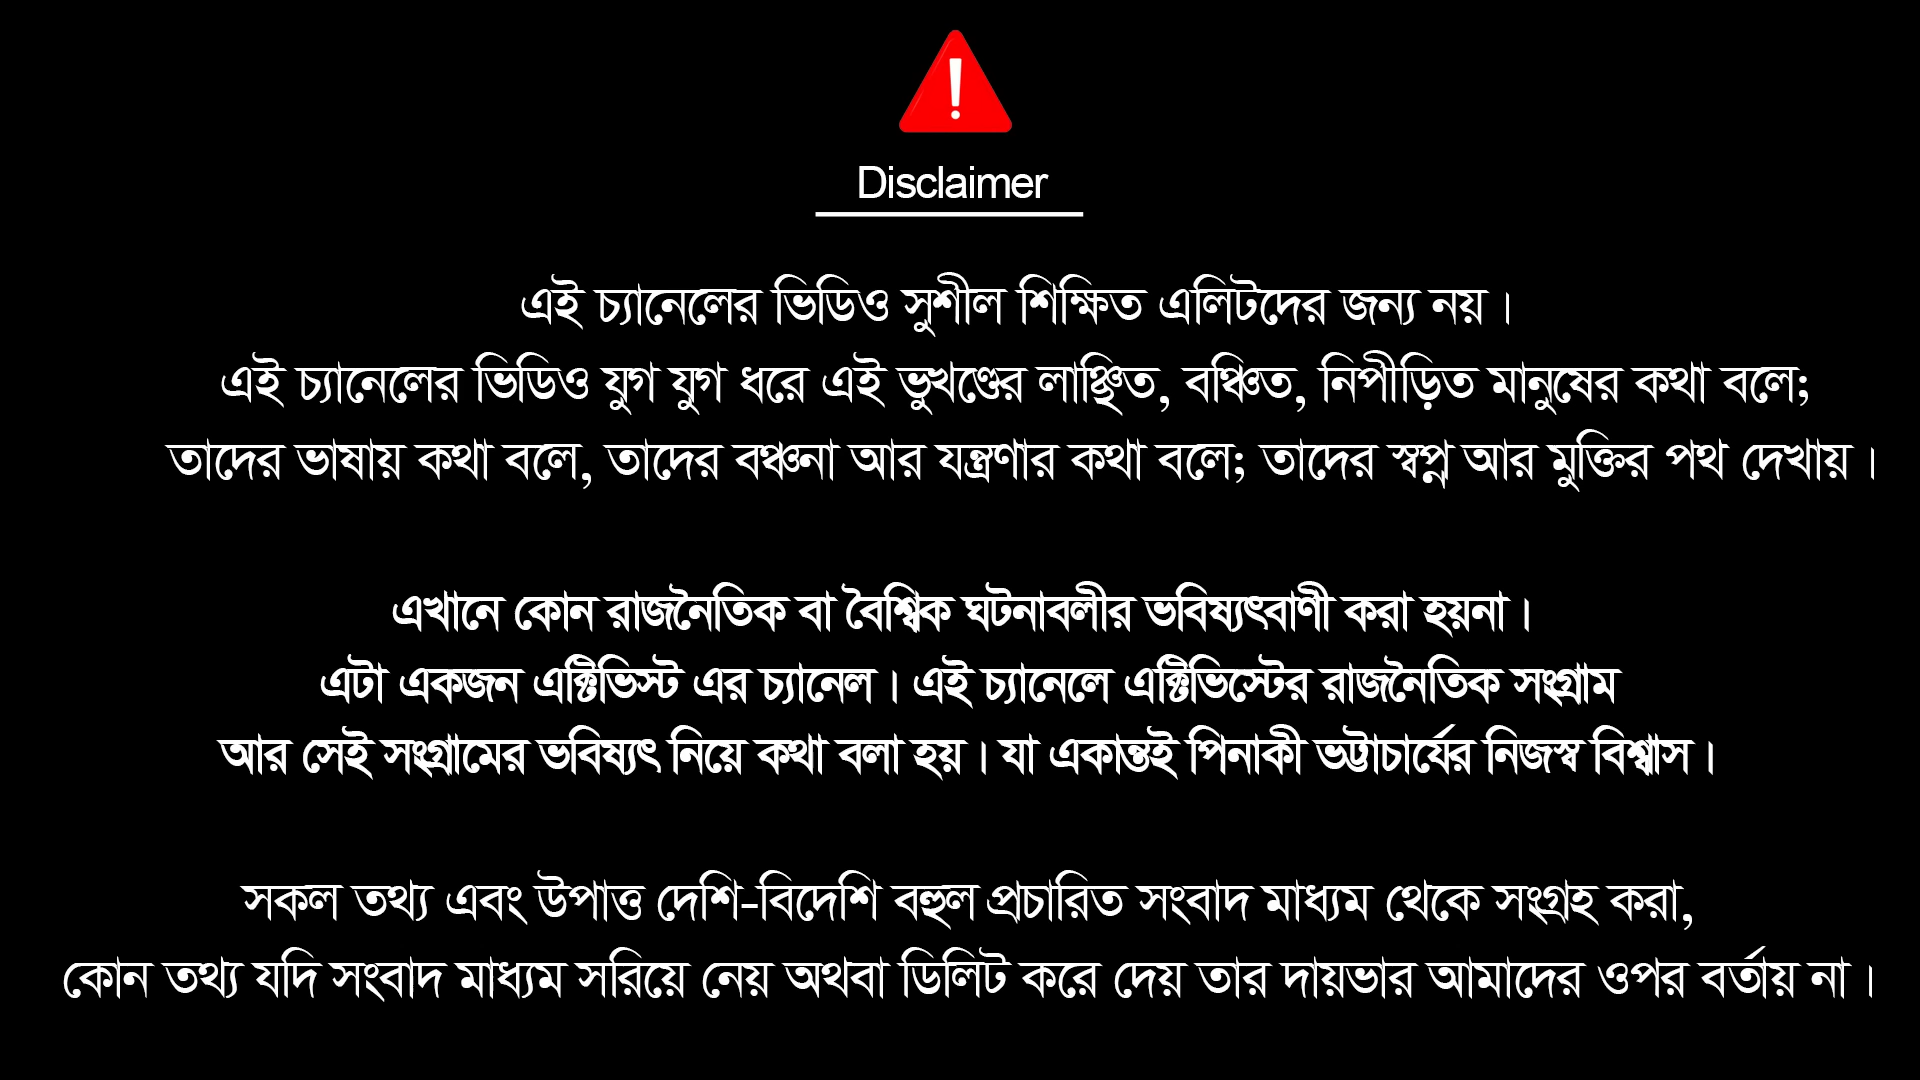 Disclaimer
এই চ্যানেলের ভিডিও সুশীল শিক্ষিত এলিটদের জন্য নয়।
এই চ্যানেলের ভিডিও যুগ যুগ ধরে এই ভুখণ্ডের লাঞ্ছিত, বঞ্চিত, নিপীড়িত মানুষের কথা বলে;
তাদের ভাষায় কথা বলে, তাদের বঞ্চনা আর যন্ত্রণার কথা বলে; তাদের স্বপ্ন আর মুক্তির পথ দেখায়।
এখানে কোন রাজনৈতিক বা বৈশ্বিক ঘটনাবলীর ভবিষ্যৎবাণী করা হয়না।
এটা একজন এক্টিভিস্ট এর চ্যানেল। এই চ্যানেলে এক্টিভিস্টের রাজনৈতিক সংগ্রাম
আর সেই সংগ্রামের ভবিষ্যৎ নিয়ে কথা বলা হয়। যা একান্তই পিনাকী ভট্টাচার্যের নিজস্ব বিশ্বাস।
সকল তথ্য এবং উপাত্ত দেশি-বিদেশি বহুল প্রচারিত সংবাদ মাধ্যম থেকে সংগ্রহ করা,
কোন তথ্য যদি সংবাদ মাধ্যম সরিয়ে নেয় অথবা ডিলিট করে দেয় তার দায়ভার আমাদের ওপর বর্তায় না।